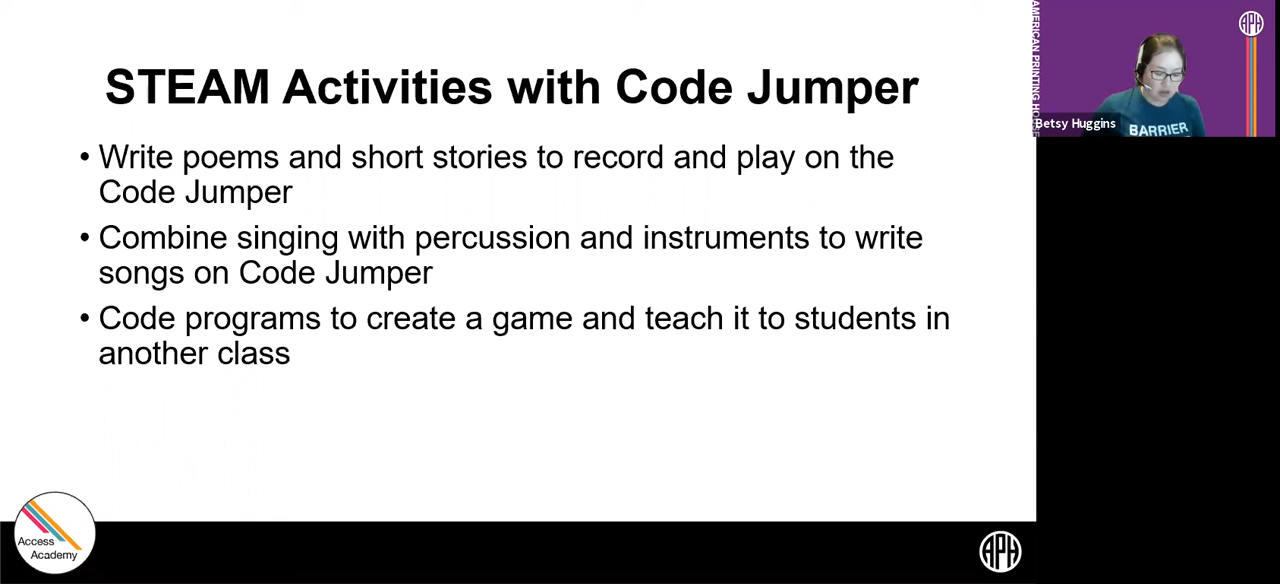 STEAM Activities with Code Jumper
• Write poems and short stories to record and play on the
Code Jumper
• Combine singing with percussion and instruments to write
songs on Code Jumper
• Code programs to create a game and teach it to students in
another class
Access
Academy
APH
AMERICAN PRINTING HOUSE
APH
Betsy Huggins
BARRIER